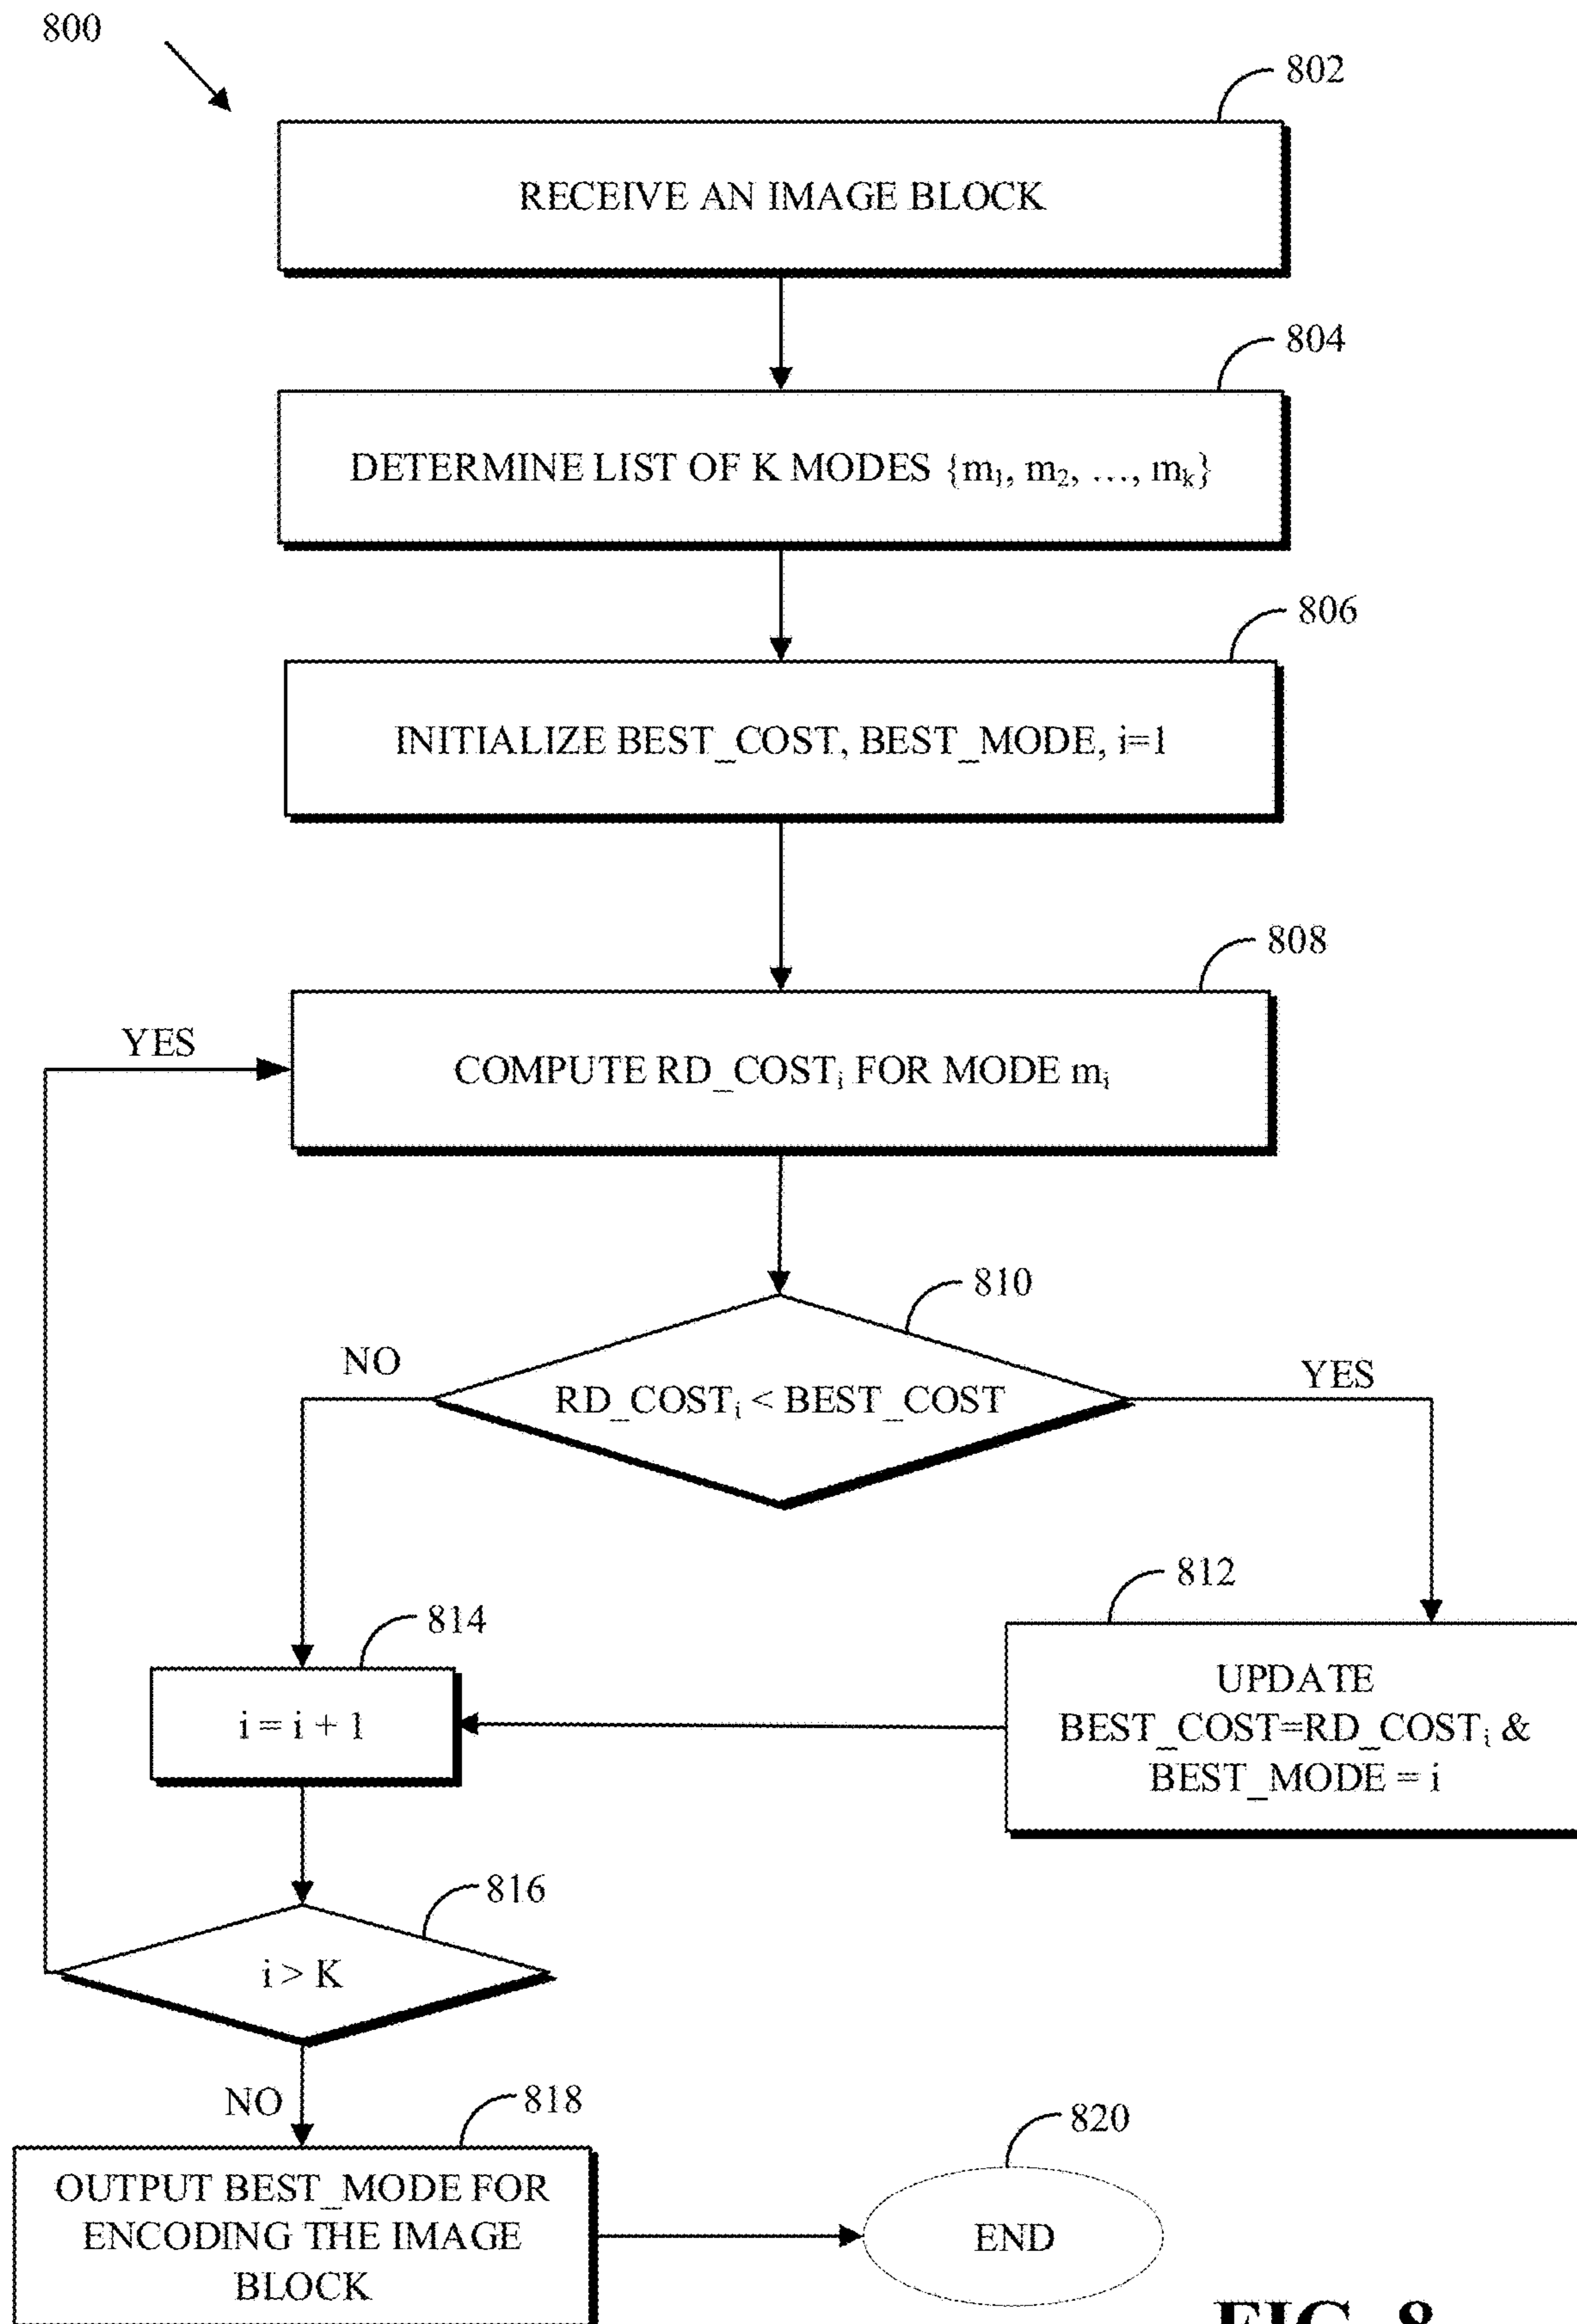 800
802
RECEIVE AN IMAGE BLOCK
804
DETERMINE LIST OF K MODES {m₁, m₂, …, mₖ}
806
INITIALIZE BEST_COST, BEST_MODE, i=1
808
YES
COMPUTE RD_COSTᵢ FOR MODE mᵢ
810
NO
RD_COSTᵢ < BEST_COST
YES
812
814
UPDATE
BEST_COST=RD_COSTᵢ &
BEST_MODE = i
i = i + 1
816
i > K
NO
818
820
OUTPUT BEST_MODE FOR
ENCODING THE IMAGE
BLOCK
END
FIG. 8